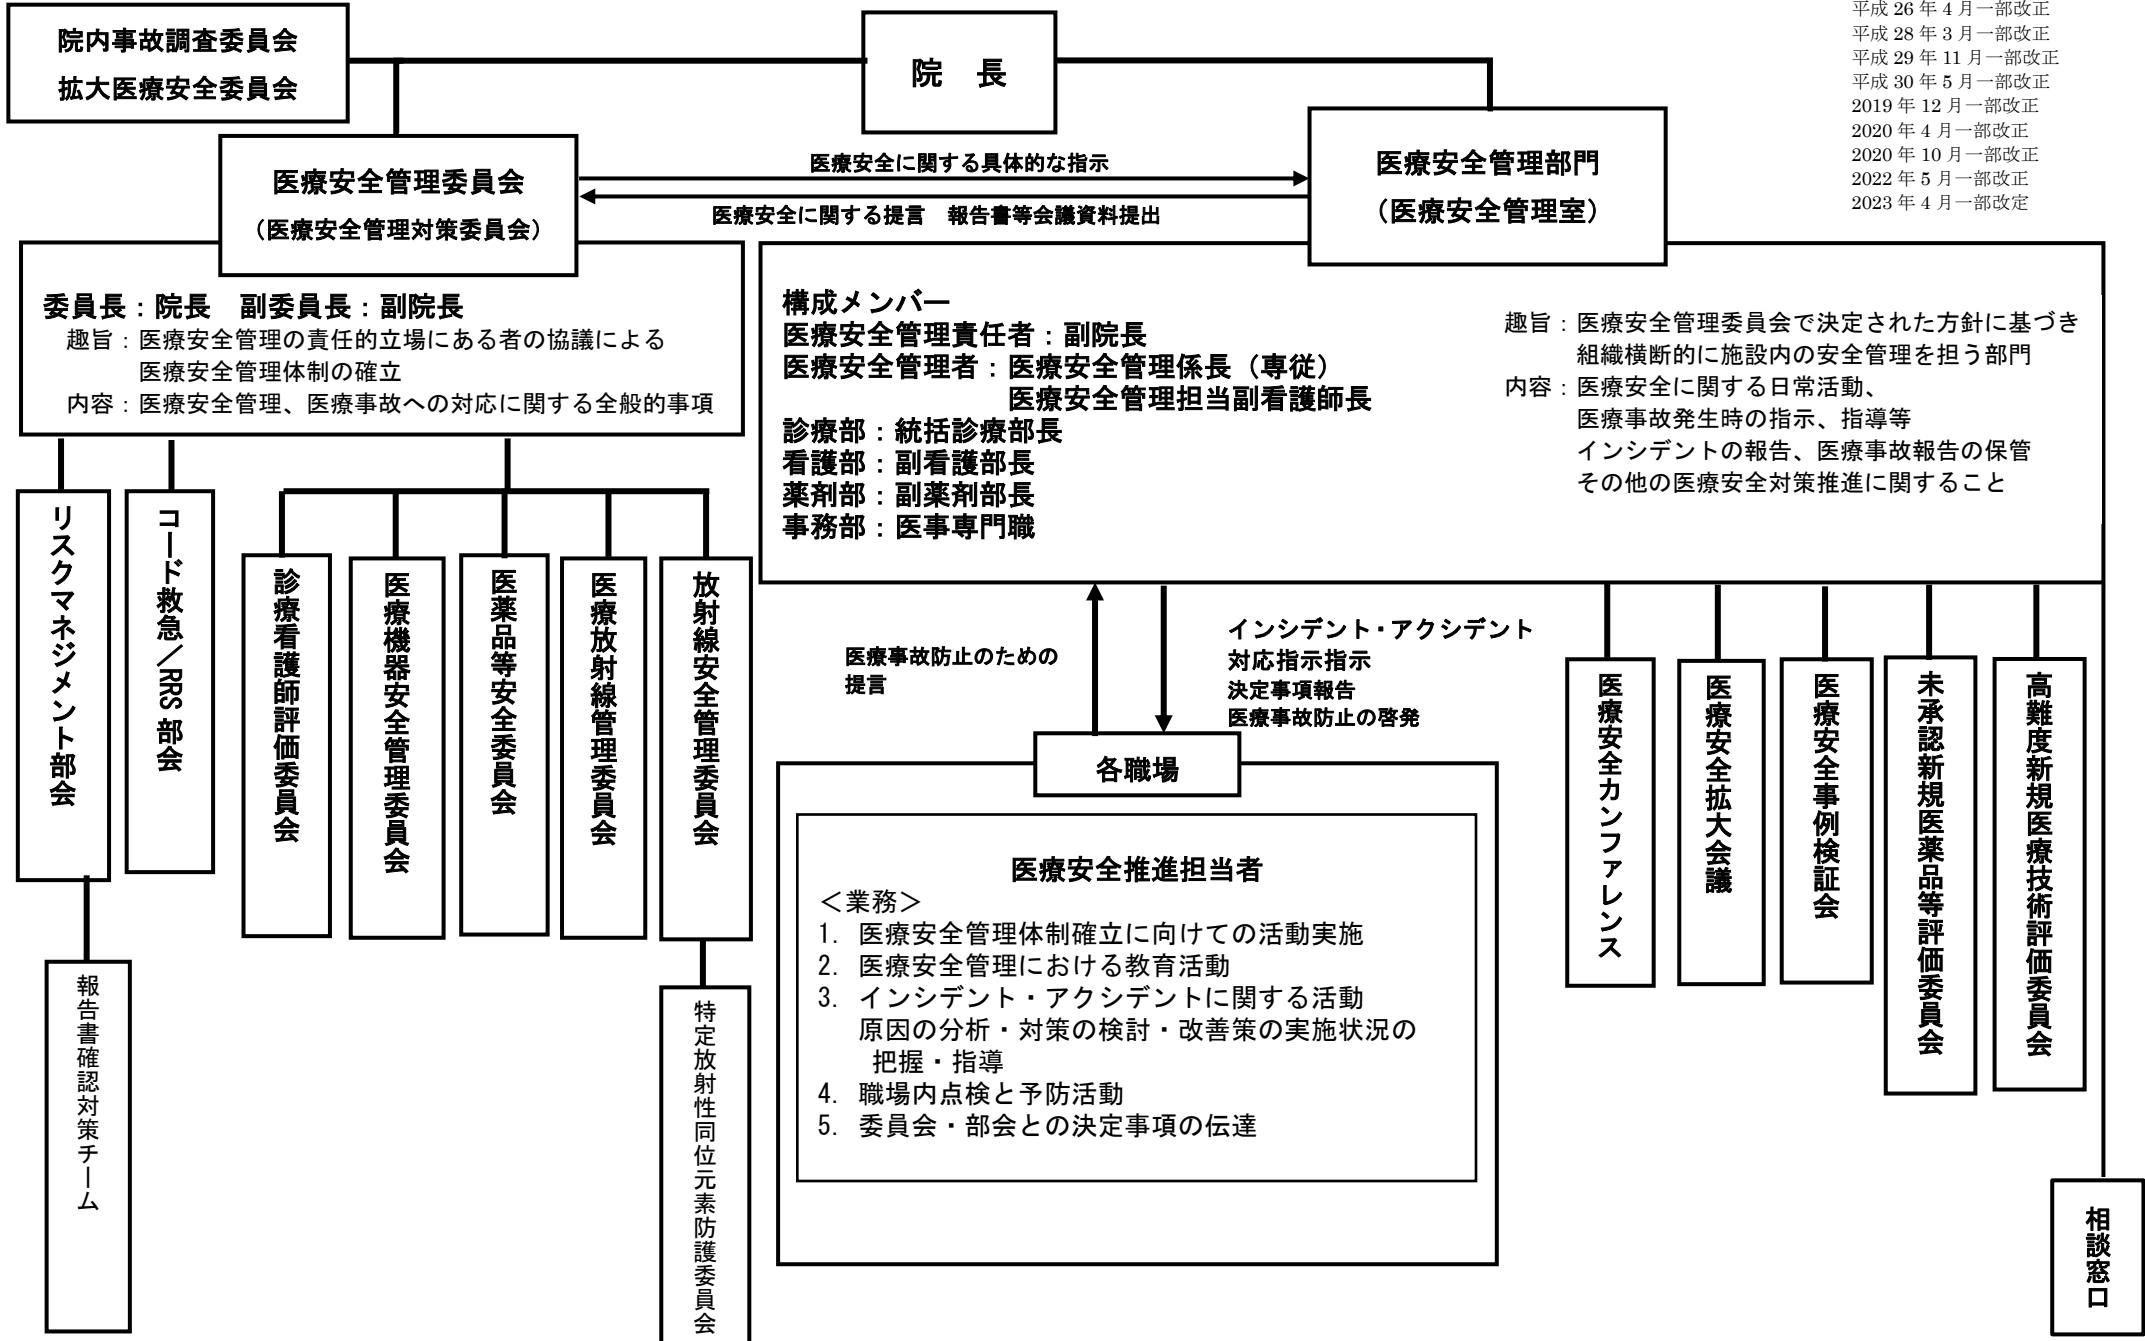 院内事故調査委員会
拡大医療安全委員会
院　長
平成 26 年 4 月一部改正
平成 28 年 3 月一部改正
平成 29 年 11 月一部改正
平成 30 年 5 月一部改正
2019 年 12 月一部改正
2020 年 4 月一部改正
2020 年 10 月一部改正
2022 年 5 月一部改正
2023 年 4 月一部改定
医療安全管理委員会
（医療安全管理対策委員会）
医療安全に関する具体的な指示
医療安全に関する提言　報告書等会議資料提出
医療安全管理部門
（医療安全管理室）
委員長：院長　副委員長：副院長
趣旨：医療安全管理の責任的立場にある者の協議による
医療安全管理体制の確立
内容：医療安全管理、医療事故への対応に関する全般的事項
構成メンバー
医療安全管理責任者：副院長
医療安全管理者：医療安全管理係長（専従）
医療安全管理担当副看護師長
診療部：統括診療部長
看護部：副看護部長
薬剤部：副薬剤部長
事務部：医事専門職
趣旨：医療安全管理委員会で決定された方針に基づき
組織横断的に施設内の安全管理を担う部門
内容：医療安全に関する日常活動、
医療事故発生時の指示、指導等
インシデントの報告、医療事故報告の保管
その他の医療安全対策推進に関すること
リスクマネジメント部会
コード救急／RRS 部会
診療看護師評価委員会
医療機器安全管理委員会
医薬品等安全委員会
医療放射線管理委員会
放射線安全管理委員会
報告書確認対策チーム
特定放射性同位元素防護委員会
医療事故防止のための
提言
インシデント・アクシデント
対応指示指示
決定事項報告
医療事故防止の啓発
各職場
医療安全推進担当者
＜業務＞
1. 医療安全管理体制確立に向けての活動実施
2. 医療安全管理における教育活動
3. インシデント・アクシデントに関する活動
原因の分析・対策の検討・改善策の実施状況の
把握・指導
4. 職場内点検と予防活動
5. 委員会・部会との決定事項の伝達
医療安全カンファレンス
医療安全拡大会議
医療安全事例検証会
未承認新規医薬品等評価委員会
高難度新規医療技術評価委員会
相談窓口